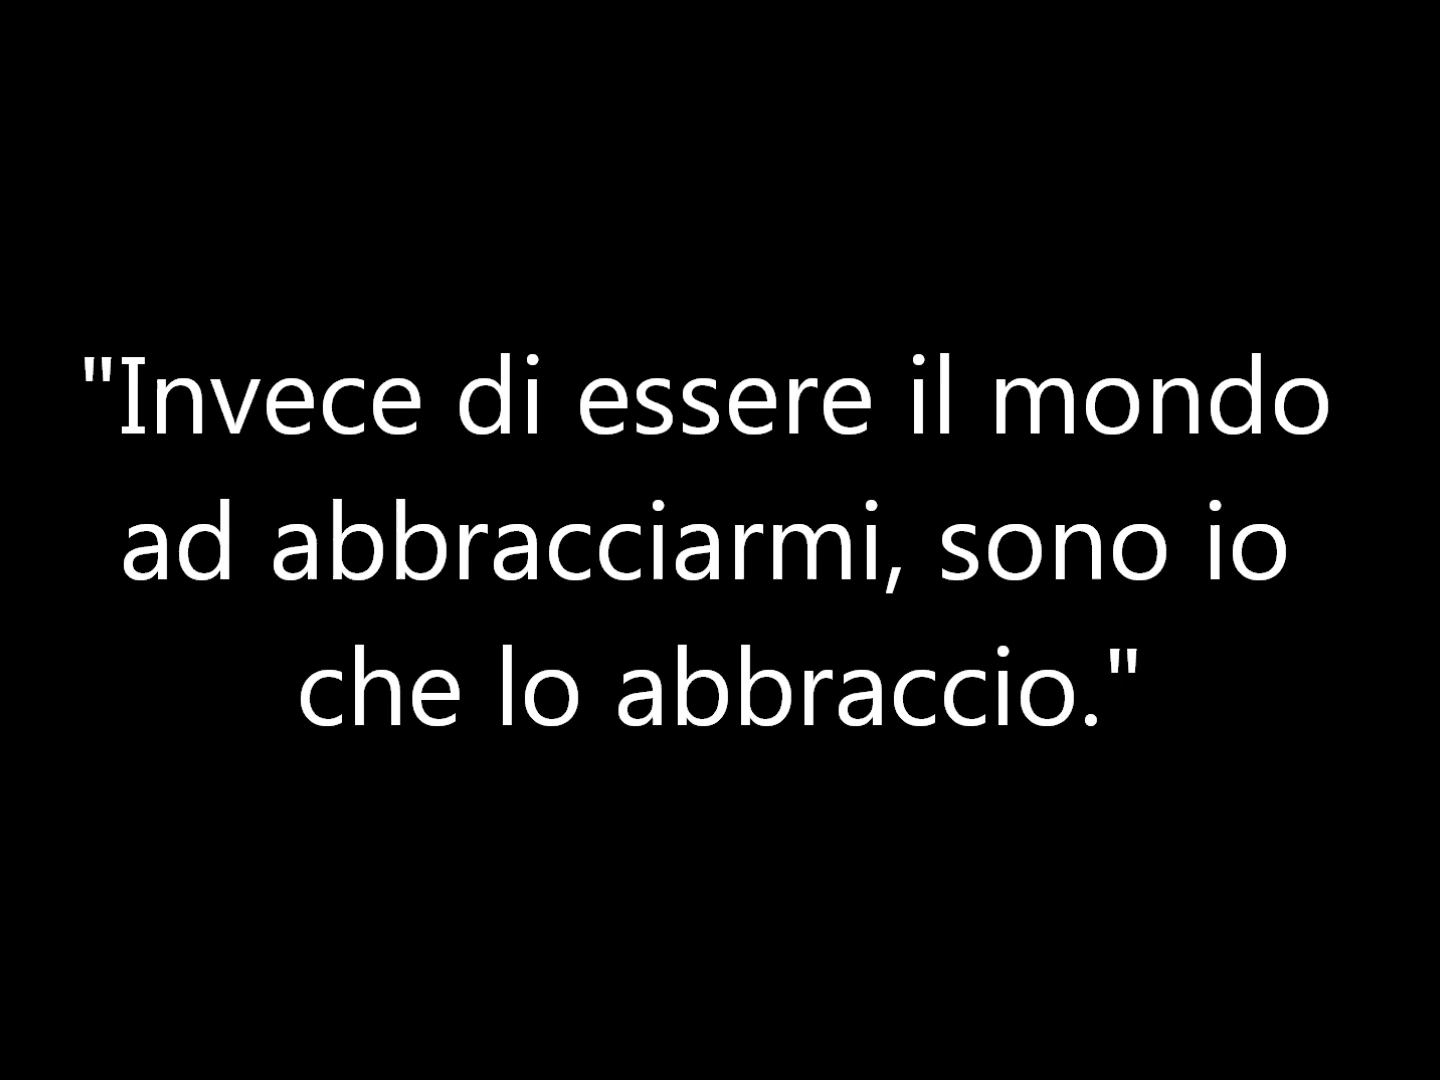 "Invece di essere il mondo
ad abbracciarmi, sono io
che lo abbraccio."